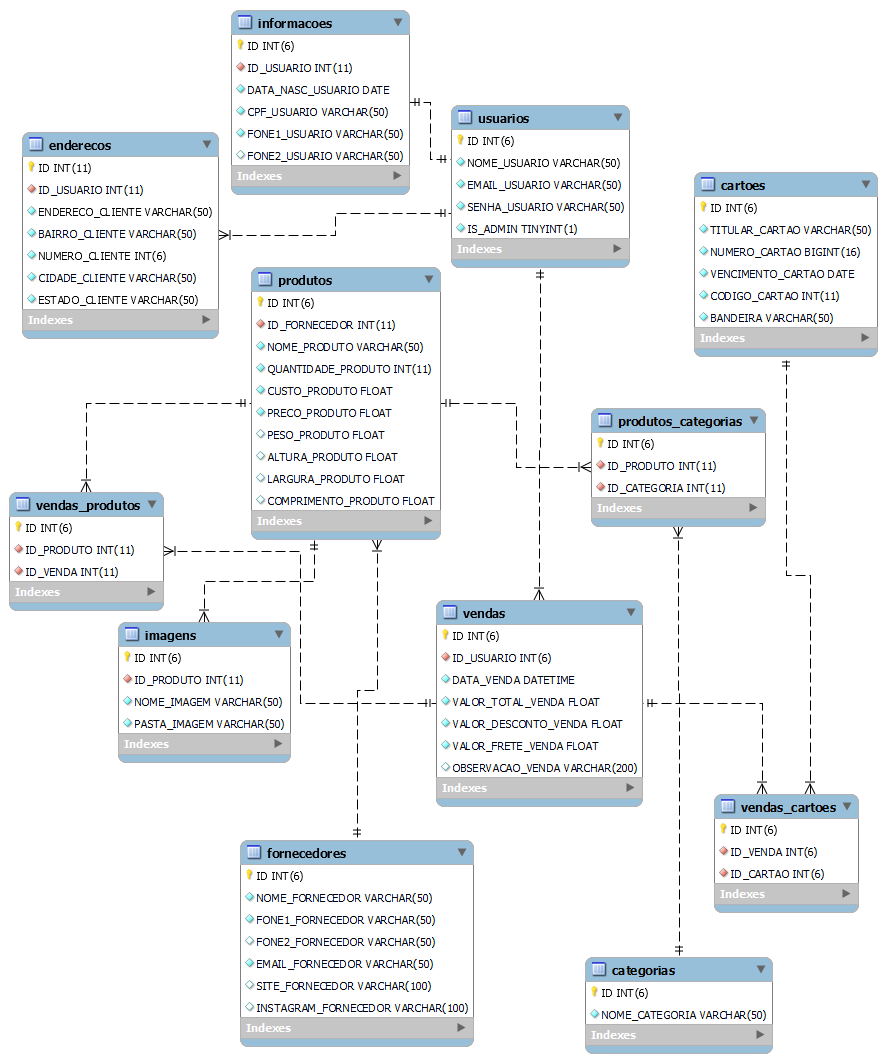 informacoes
ID INT(6)
ID_USUARIO INT(11)
DATA_NASC_USUARIO DATE
CPF_USUARIO VARCHAR(50)
FONE1_USUARIO VARCHAR(50)
FONE2_USUARIO VARCHAR(50)
Indexes
usuarios
ID INT(6)
NOME_USUARIO VARCHAR(50)
EMAIL_USUARIO VARCHAR(50)
SENHA_USUARIO VARCHAR(50)
IS_ADMIN TINYINT(1)
Indexes
enderecos
ID INT(11)
ID_USUARIO INT(11)
ENDERECO_CLIENTE VARCHAR(50)
BAIRRO_CLIENTE VARCHAR(50)
NUMERO_CLIENTE INT(6)
CIDADE_CLIENTE VARCHAR(50)
ESTADO_CLIENTE VARCHAR(50)
Indexes
cartoes
ID INT(6)
TITULAR_CARTAO VARCHAR(50)
NUMERO_CARTAO BIGINT(16)
VENCIMENTO_CARTAO DATE
CODIGO_CARTAO INT(11)
BANDEIRA VARCHAR(50)
Indexes
produtos
ID INT(6)
ID_FORNECEDOR INT(11)
NOME_PRODUTO VARCHAR(50)
QUANTIDADE_PRODUTO INT(11)
CUSTO_PRODUTO FLOAT
PRECO_PRODUTO FLOAT
PESO_PRODUTO FLOAT
ALTURA_PRODUTO FLOAT
LARGURA_PRODUTO FLOAT
COMPRIMENTO_PRODUTO FLOAT
Indexes
produtos_categorias
ID INT(6)
ID_PRODUTO INT(11)
ID_CATEGORIA INT(11)
Indexes
vendas_produtos
ID INT(6)
ID_PRODUTO INT(11)
ID_VENDA INT(11)
Indexes
imagens
ID INT(6)
ID_PRODUTO INT(11)
NOME_IMAGEM VARCHAR(50)
PASTA_IMAGEM VARCHAR(50)
Indexes
vendas
ID INT(6)
ID_USUARIO INT(6)
DATA_VENDA DATETIME
VALOR_TOTAL_VENDA FLOAT
VALOR_DESCONTO_VENDA FLOAT
VALOR_FRETE_VENDA FLOAT
OBSERVACAO_VENDA VARCHAR(200)
Indexes
vendas_cartoes
ID INT(6)
ID_VENDA INT(6)
ID_CARTAO INT(6)
Indexes
fornecedores
ID INT(6)
NOME_FORNECEDOR VARCHAR(50)
FONE1_FORNECEDOR VARCHAR(50)
FONE2_FORNECEDOR VARCHAR(50)
EMAIL_FORNECEDOR VARCHAR(50)
SITE_FORNECEDOR VARCHAR(100)
INSTAGRAM_FORNECEDOR VARCHAR(100)
Indexes
categorias
ID INT(6)
NOME_CATEGORIA VARCHAR(50)
Indexes